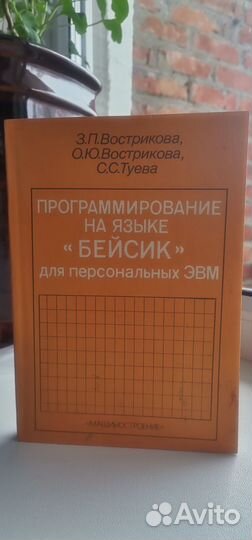 З.П.Вострикова,
О.Ю.Вострикова,
С.С.Туева
ПРОГРАММИРОВАНИЕ
НА ЯЗЫКЕ
«БЕЙСИК»
для персональных ЭВМ
«МАШИНОСТРОЕНИЕ»
Avito